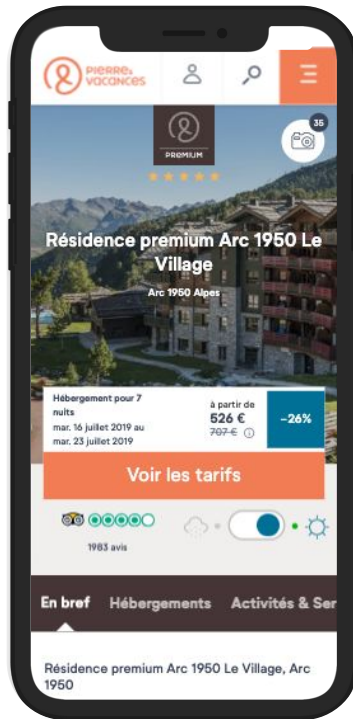 PIERRE&
VACANCES
PREMIUM
35
Résidence premium Arc 1950 Le
Village
Arc 1950 Alpes
Hébergement pour 7
nuits
mar. 16 juillet 2019 au
mar. 23 juillet 2019
à partir de
526 €
707 €
-26%
Voir les tarifs
1983 avis
En bref Hébergements Activités & Ser
Résidence premium Arc 1950 Le Village, Arc
1950